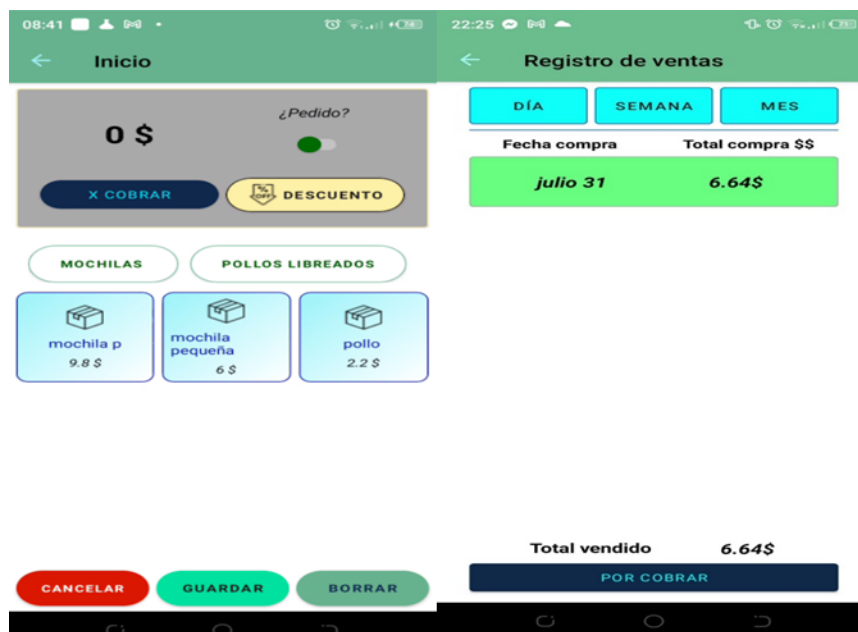 08:41
Inicio
0 $
¿Pedido?
X COBRAR
% OFF
DESCUENTO
MOCHILAS
POLLOS LIBREADOS
mochila p
9.8 $
mochila
pequeña
6 $
pollo
2.2 $
CANCELAR
GUARDAR
BORRAR
22:25
Registro de ventas
DÍA
SEMANA
MES
Fecha compra
Total compra $$
julio 31
6.64$
Total vendido
6.64$
POR COBRAR